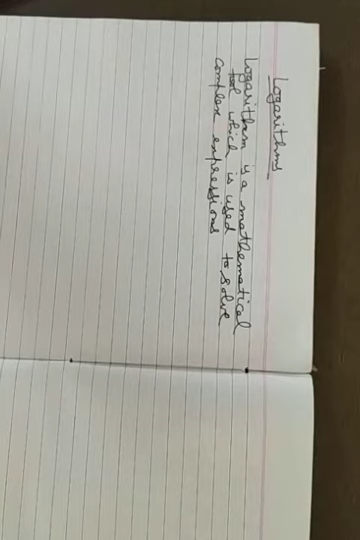 Logarithms
Logarithm is a mathematical
tool which is used to solve
complex expressions